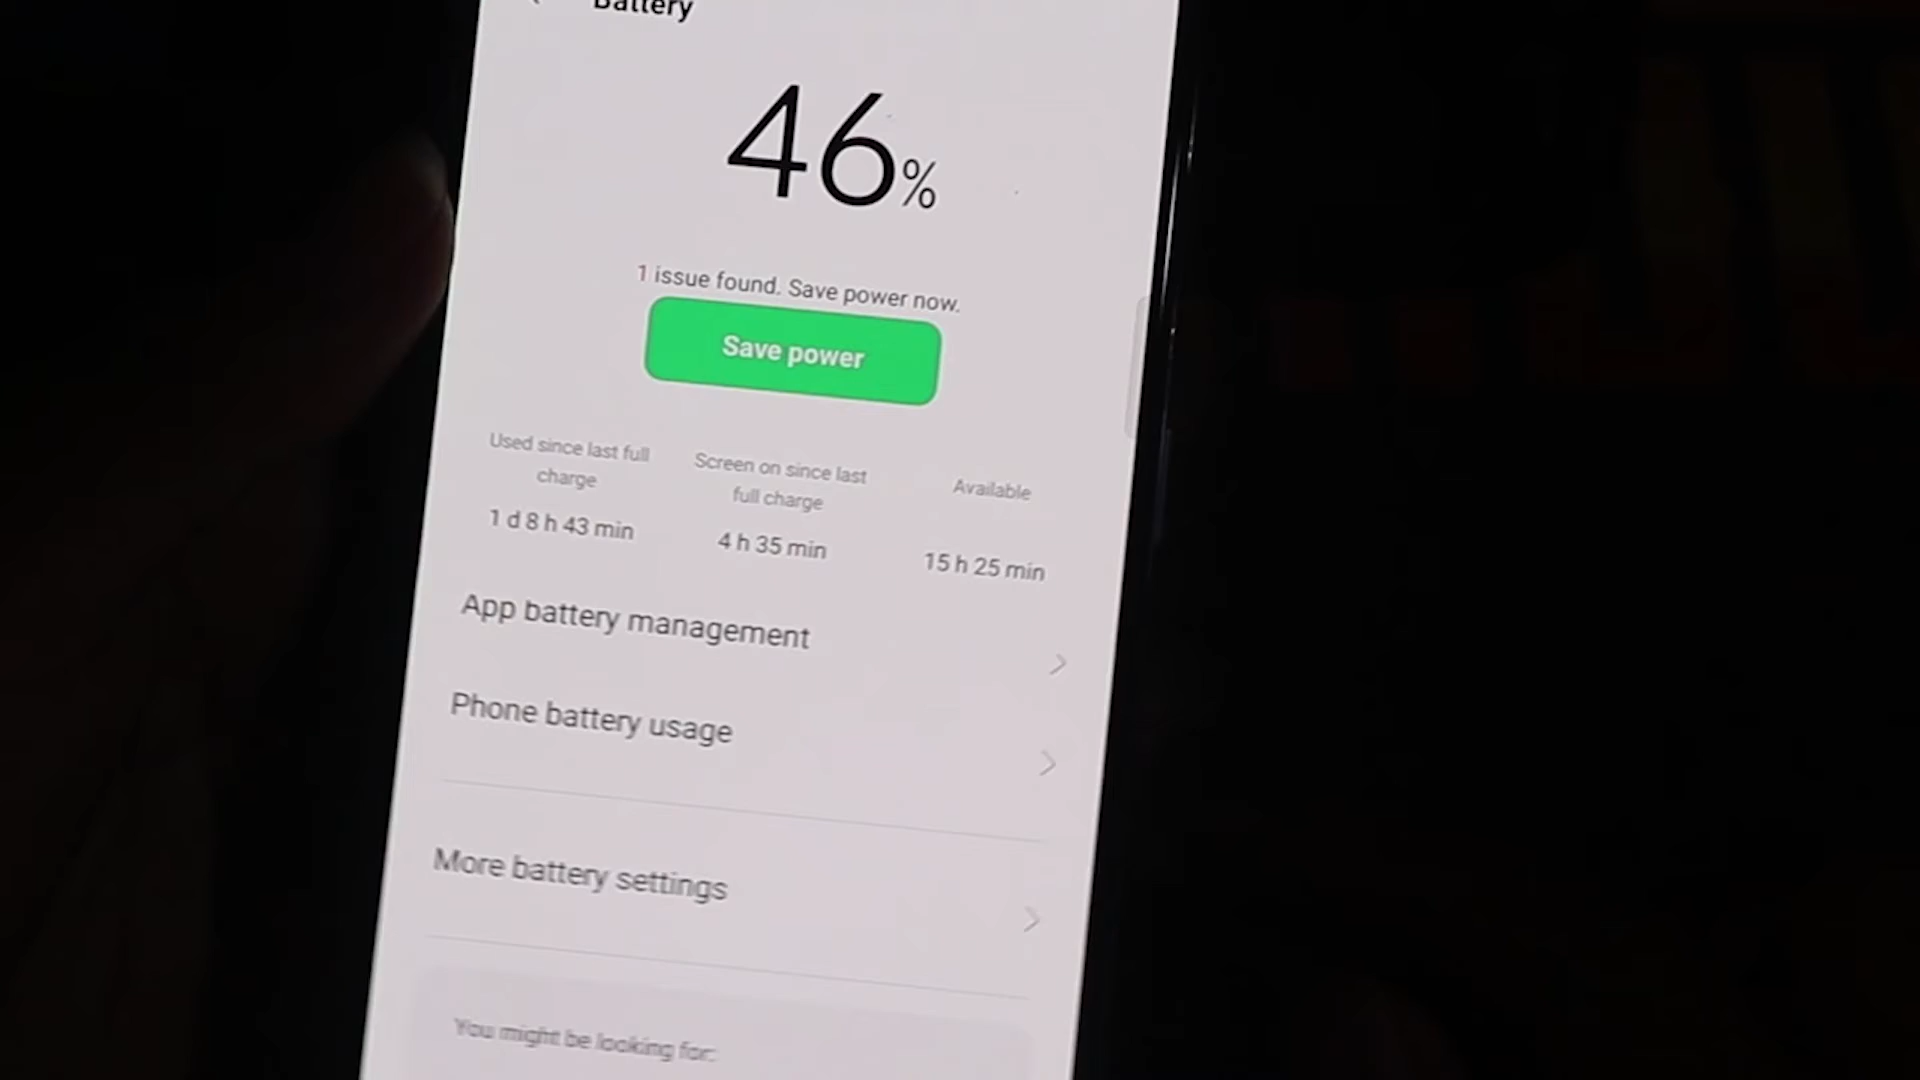 Battery
46%
1 issue found. Save power now.
Save power
Used since last full
charge
1 d 8 h 43 min
Screen on since last
full charge
4 h 35 min
Available
15 h 25 min
App battery management
Phone battery usage
More battery settings
You might be looking for: